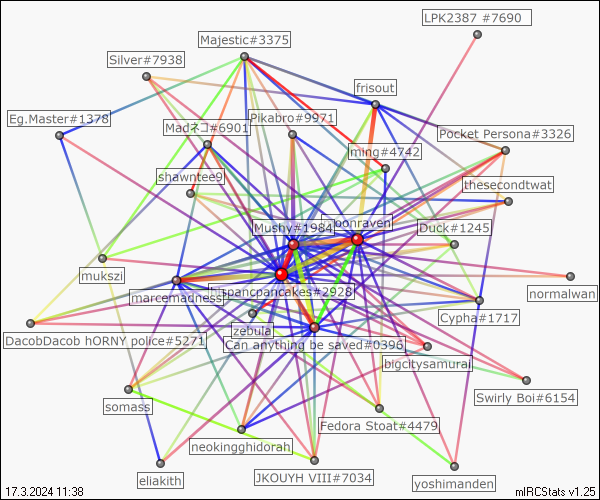 LPK2387 #7690
Majestic#3375
Silver#7938
frisout
Eg.Master#1378
Pikabro#9971
Madネコ#6901
Pocket Persona#3326
ming#4742
shawntee9
thesecondtwat
Mushy#1984
bonraven
Duck#1245
mukszi
hispancpancakes#2928
marcemadness
normalwan
Cypha#1717
zebula
DacobDacob hORNY police#5271
Can anything be saved#0396
bigcitysamurai
Swirly Boi#6154
somass
Fedora Stoat#4479
neokingghidorah
eliakith
JKOUYH VIII#7034
yoshimanden
17.3.2024 11:38
mIRCStats v1.25